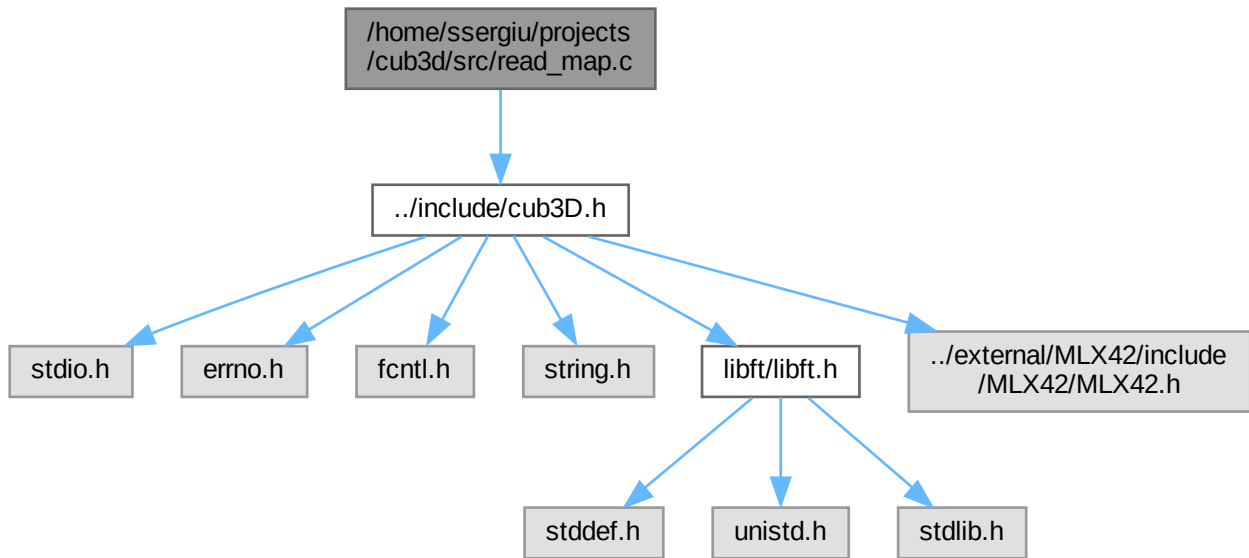 /home/ssergiu/projects
/cub3d/src/read_map.c
../include/cub3D.h
stdio.h
errno.h
fcntl.h
string.h
libft/libft.h
../external/MLX42/include
/MLX42/MLX42.h
stddef.h
unistd.h
stdlib.h